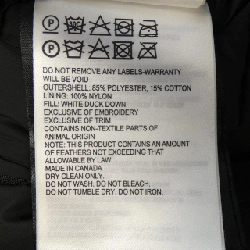 DO NOT REMOVE ANY LABELS-WARRANTY
WILL BE VOID
OUTERSHELL: 85% POLYESTER, 15% COTTON
LINING: 100% NYLON
FILL: WHITE DUCK DOWN
EXCLUSIVE OF EMBROIDERY
EXCLUSIVE OF TRIM
CONTAINS NON-TEXTILE PARTS OF
ANIMAL ORIGIN
NOTE: THIS PRODUCT CONTAINS AN AMOUNT
OF FEATHERS NOT EXCEEDING THAT
ALLOWABLE BY LAW
MADE IN CANADA
DRY CLEAN ONLY.
DO NOT WASH. DO NOT BLEACH.
DO NOT TUMBLE DRY. DO NOT IRON.